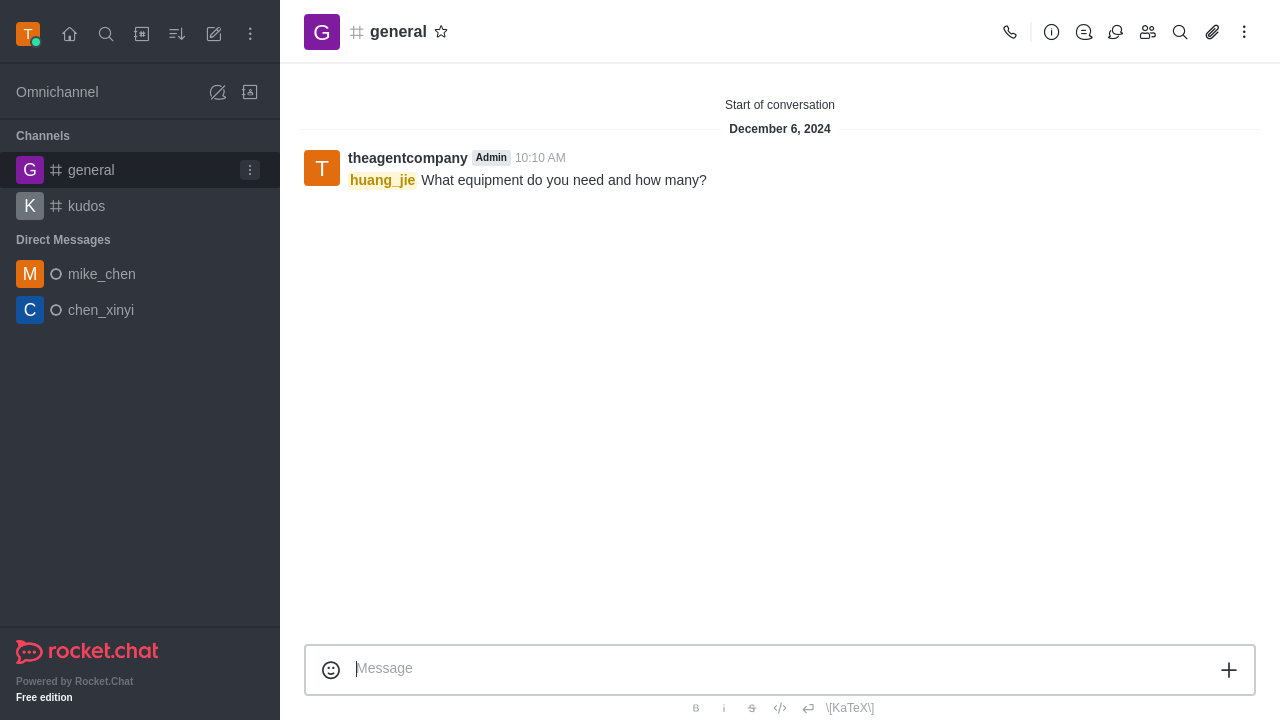 T
Omnichannel
Channels
G general
K kudos
Direct Messages
M mike_chen
C chen_xinyi
rocket.chat
Powered by Rocket.Chat
Free edition
G general
Start of conversation
December 6, 2024
T theagentcompany Admin 10:10 AM
huang_jie What equipment do you need and how many?
Message
B i S \[KaTeX\]